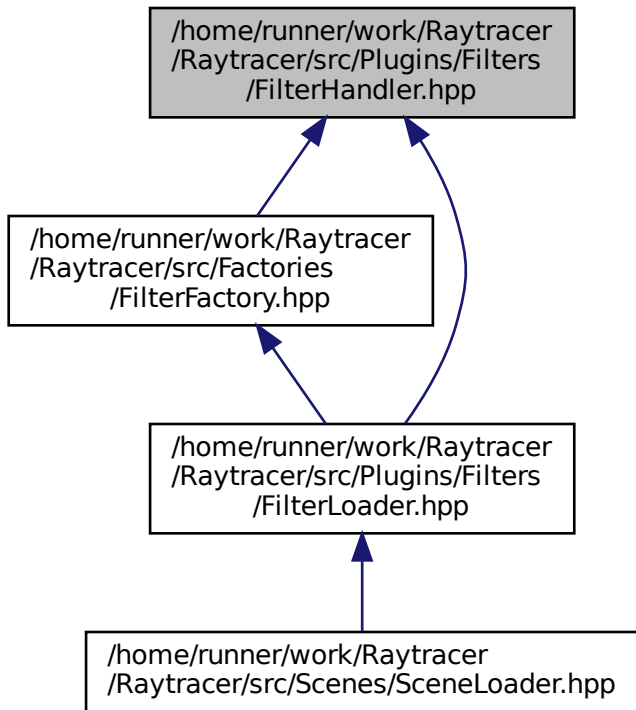 /home/runner/work/Raytracer
/Raytracer/src/Plugins/Filters
/FilterHandler.hpp
/home/runner/work/Raytracer
/Raytracer/src/Factories
/FilterFactory.hpp
/home/runner/work/Raytracer
/Raytracer/src/Plugins/Filters
/FilterLoader.hpp
/home/runner/work/Raytracer
/Raytracer/src/Scenes/SceneLoader.hpp